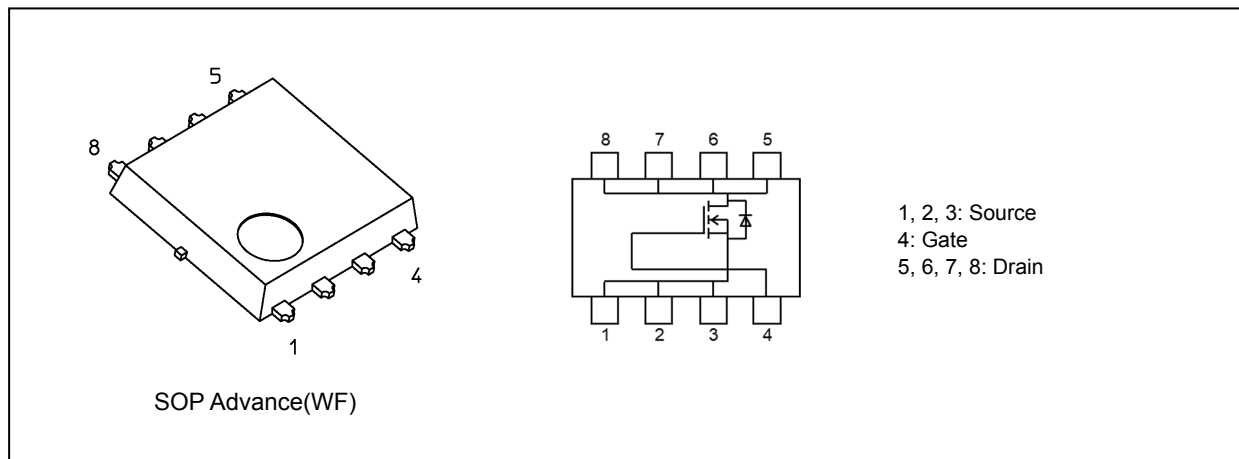 5
8
4
1
SOP Advance(WF)
8 7 6 5
1 2 3 4
1, 2, 3: Source
4: Gate
5, 6, 7, 8: Drain